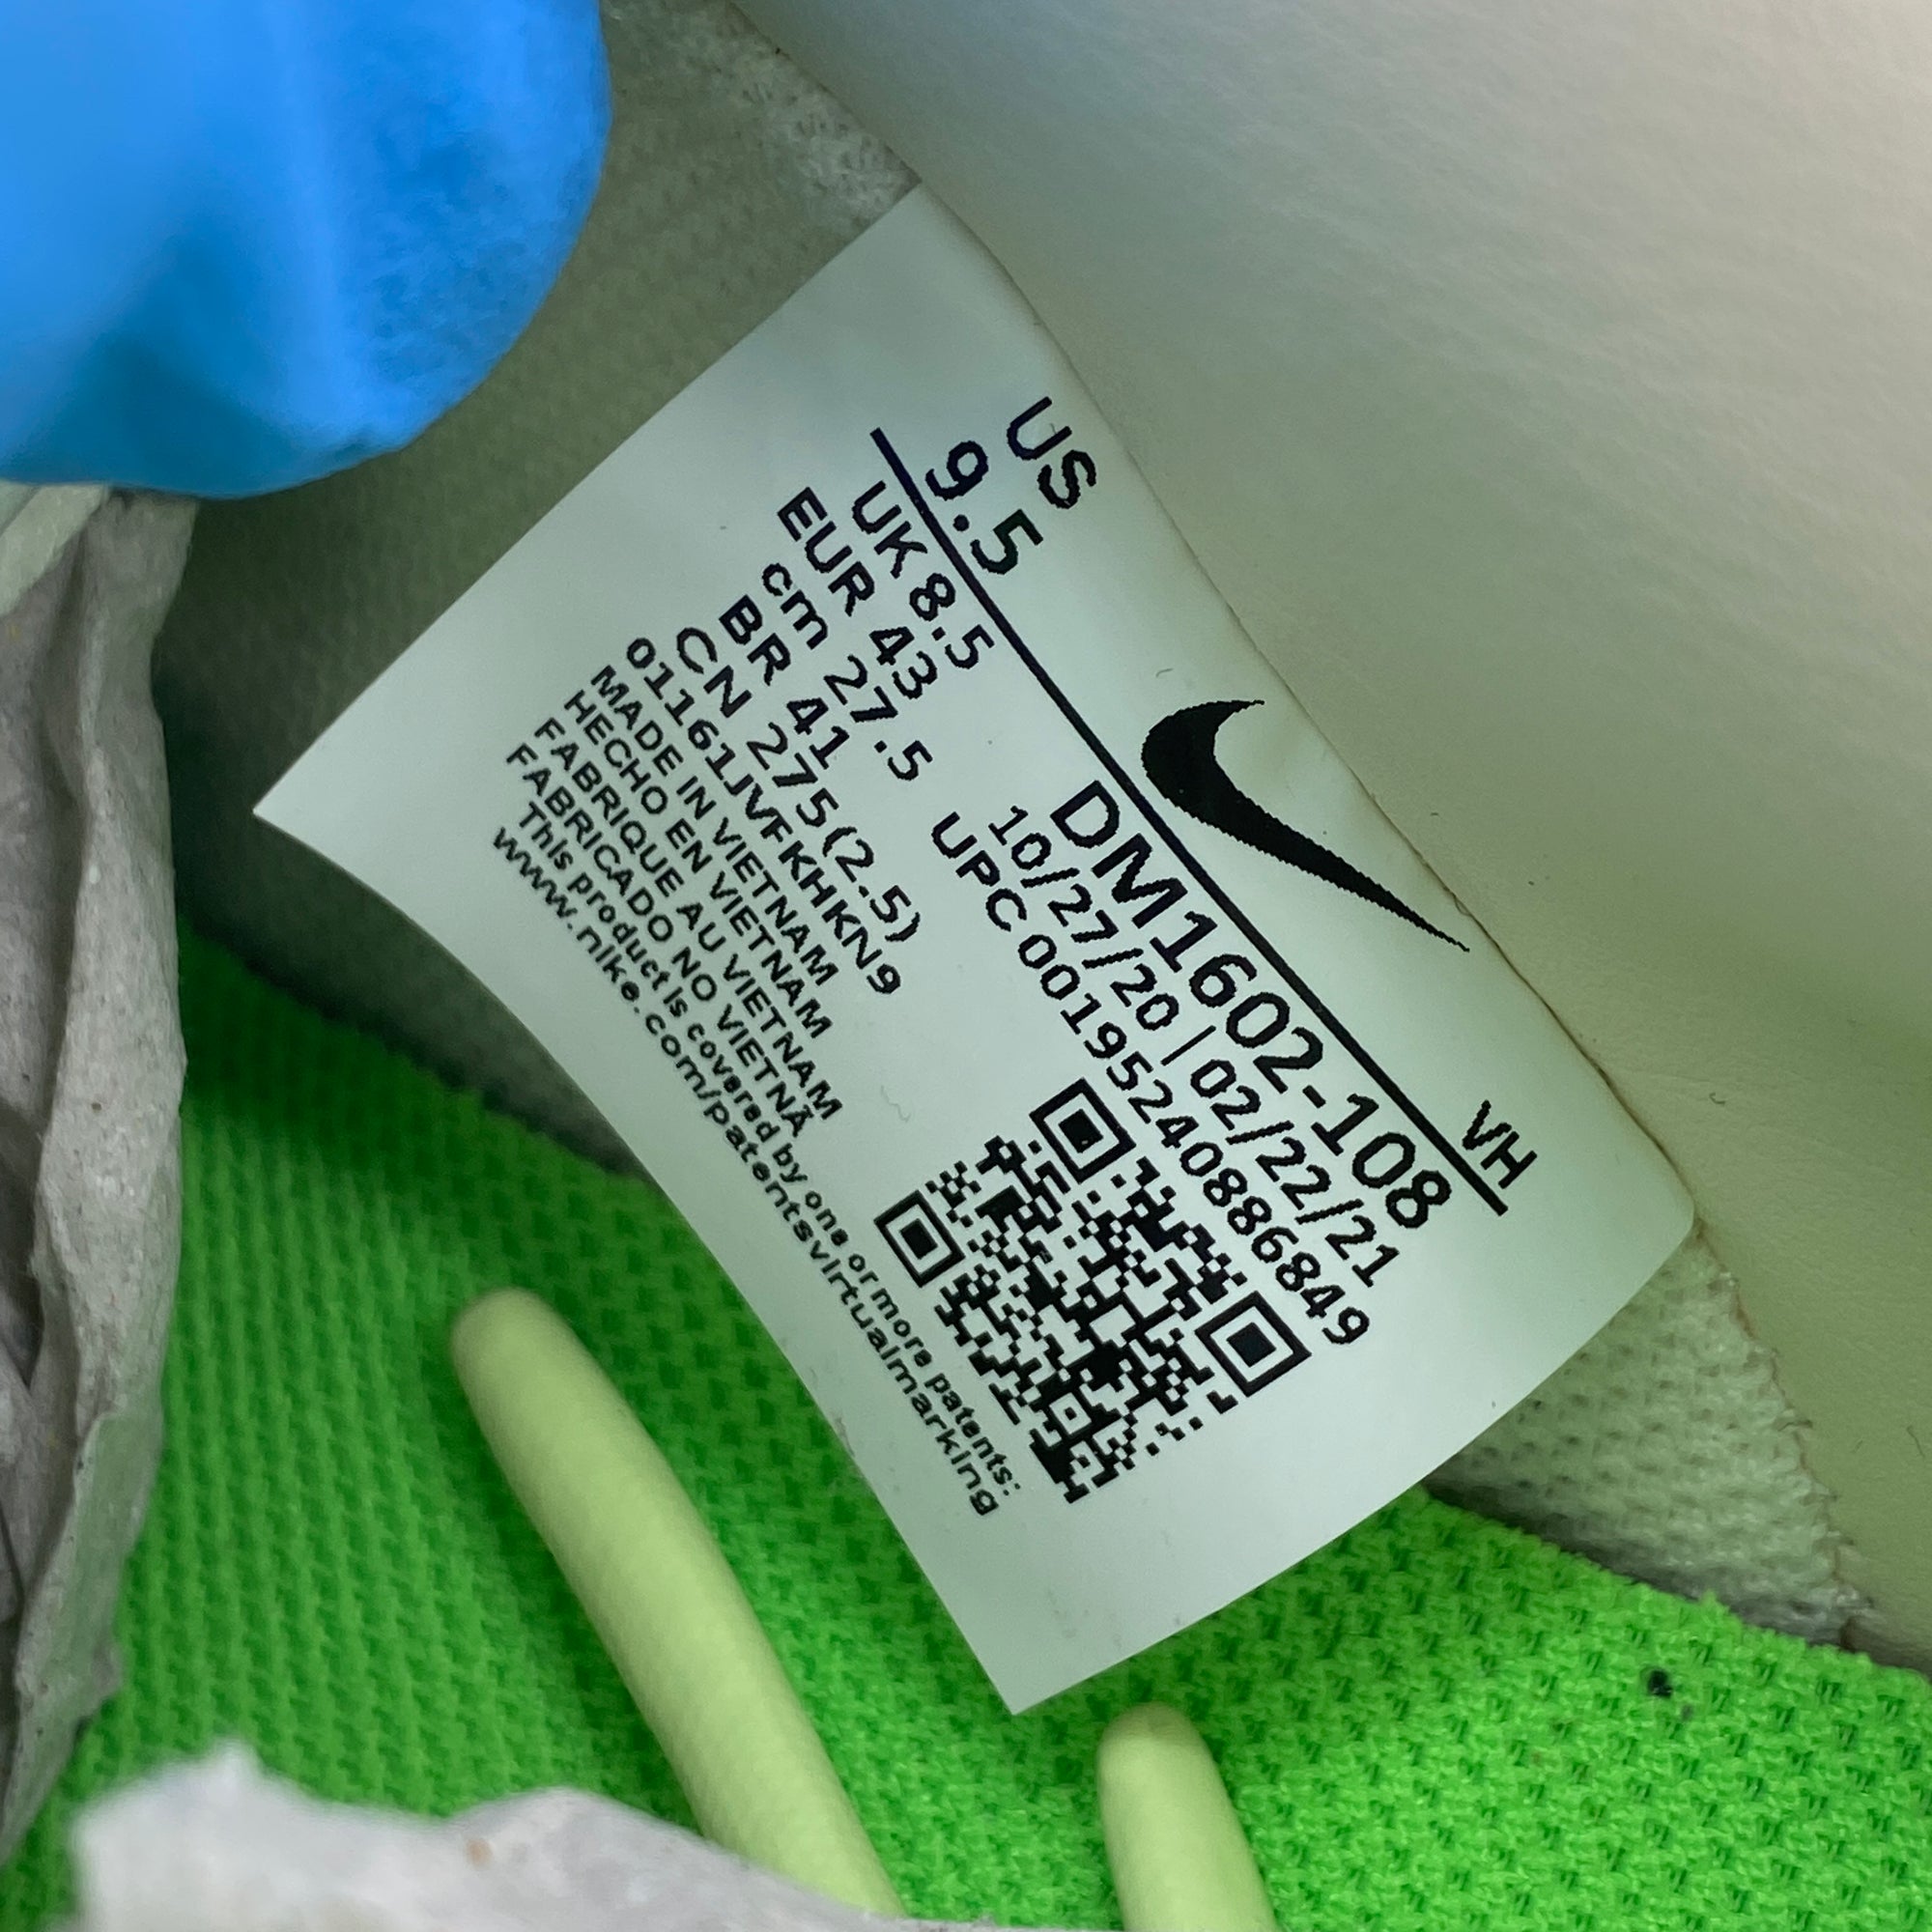 US
9.5
VH
UK 8.5
EUR 43
cm 27.5
BR 41
CN 275(2.5)
01161JVFKHKN9
MADE IN VIETNAM
HECHO EN VIETNAM
FABRIQUE AU VIETNAM
FABRICADO NO VIETNÃ
This product is covered by one or more patents:
www.nike.com/patentsvirtualmarking
DM1602-108
10/27/20 | 02/22/21
UPC 00195240886849